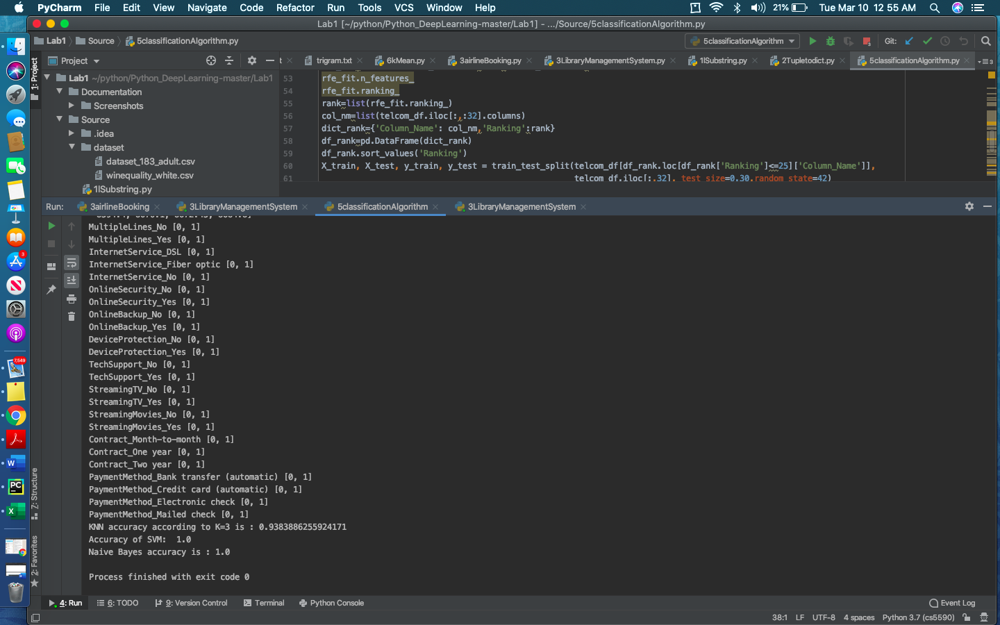 PyCharm File Edit View Navigate Code Refactor Run Tools VCS Window Help 21% Tue Mar 10 12 55 AM
Lab1 [~/python/Python_DeepLearning-master/Lab1] - .../Source/5classificationAlgorithm.py
Lab1 Source 5classificationAlgorithm.py 5classificationAlgorithm Git:
Project t trigram.txt 6kMean.py 3airlineBooking.py 3LibraryManagementSystem.py 1lSubstring.py 2Tupletodict.py 5classificationAlgorithm.py
1: Project
Lab1 ~/python/Python_DeepLearning-master/Lab1
Documentation
Screenshots
Source
.idea
dataset
dataset_183_adult.csv
winequality_white.csv
1lSubstring.py
53 rfe_fit.n_features_
54 rfe_fit.ranking_
55 rank=list(rfe_fit.ranking_)
56 col_nm=list(telcom_df.iloc[:,:32].columns)
57 dict_rank={'Column_Name': col_nm,'Ranking':rank}
58 df_rank=pd.DataFrame(dict_rank)
59 df_rank.sort_values('Ranking')
60 X_train, X_test, y_train, y_test = train_test_split(telcom_df[df_rank.loc[df_rank['Ranking']<=25]['Column_Name']],
61 telcom_df.iloc[:,32], test_size=0.30,random_state=42)
Run: 3airlineBooking 3LibraryManagementSystem 5classificationAlgorithm 3LibraryManagementSystem
MultipleLines_No [0, 1]
MultipleLines_Yes [0, 1]
InternetService_DSL [0, 1]
InternetService_Fiber optic [0, 1]
InternetService_No [0, 1]
OnlineSecurity_No [0, 1]
OnlineSecurity_Yes [0, 1]
OnlineBackup_No [0, 1]
OnlineBackup_Yes [0, 1]
DeviceProtection_No [0, 1]
DeviceProtection_Yes [0, 1]
TechSupport_No [0, 1]
TechSupport_Yes [0, 1]
StreamingTV_No [0, 1]
StreamingTV_Yes [0, 1]
StreamingMovies_No [0, 1]
StreamingMovies_Yes [0, 1]
Contract_Month-to-month [0, 1]
Contract_One year [0, 1]
Contract_Two year [0, 1]
PaymentMethod_Bank transfer (automatic) [0, 1]
PaymentMethod_Credit card (automatic) [0, 1]
PaymentMethod_Electronic check [0, 1]
PaymentMethod_Mailed check [0, 1]
KNN accuracy according to K=3 is : 0.9383886255924171
Accuracy of SVM:  1.0
Naive Bayes accuracy is : 1.0
Process finished with exit code 0
Z: Structure
2: Favorites
3
7,549
W
PC
X
4: Run 6: TODO 9: Version Control Terminal Python Console Event Log
38:1 LF UTF-8 4 spaces Python 3.7 (cs5590)